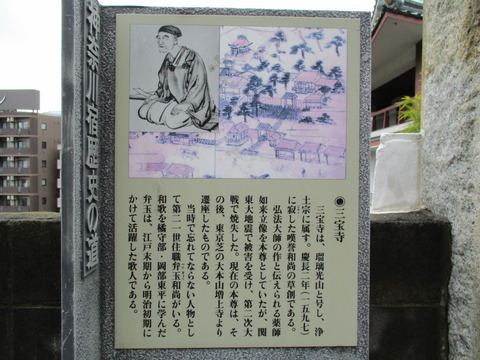 神奈川宿歴史の道
◉三宝寺
三宝寺は、瑠璃光山と号し、浄
土宗に属す。慶長二年(一五九七)
に寂した嘆誉和尚の草創である。
弘法大師の作と伝えられる薬師
如来立像を本尊としていたが、関
東大地震で被害を受け、第二次大
戦で焼失した。現在の本尊は、そ
の後、東京芝の大本山増上寺より
遷座したものである。
当時で忘れてならない人物とし
て第二一世住職弁玉和尚がいる。
和歌を橘守部・岡部東平に学んだ
弁玉は、江戸末期から明治初期に
かけて活躍した歌人である。